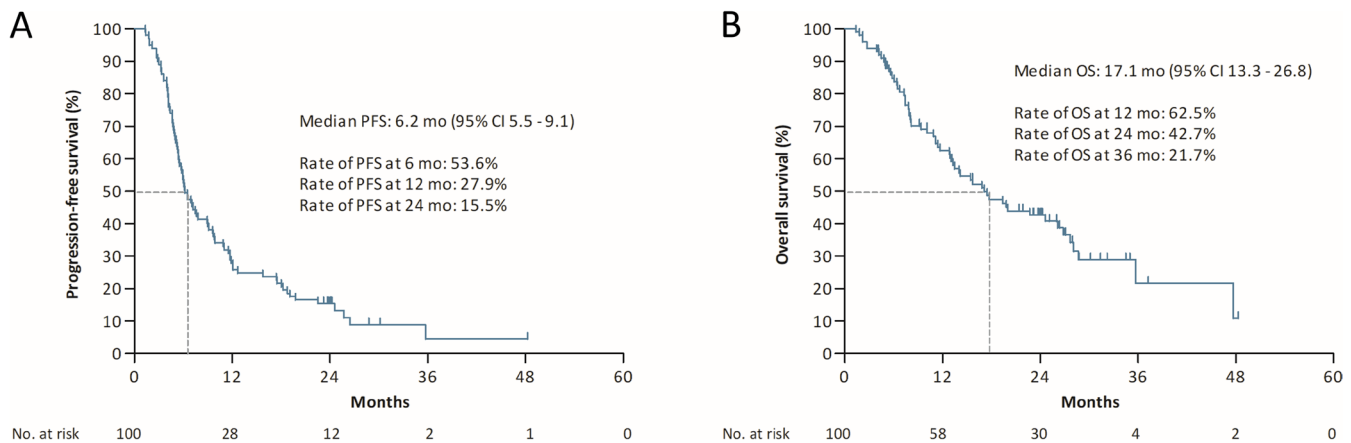 A
B
Progression-free survival (%)
100
90
80
70
60
50
40
30
20
10
0
Median PFS: 6.2 mo (95% CI 5.5 - 9.1)
Rate of PFS at 6 mo: 53.6%
Rate of PFS at 12 mo: 27.9%
Rate of PFS at 24 mo: 15.5%
0 12 24 36 48 60
Months
No. at risk 100 28 12 2 1 0
Overall survival (%)
100
90
80
70
60
50
40
30
20
10
0
Median OS: 17.1 mo (95% CI 13.3 - 26.8)
Rate of OS at 12 mo: 62.5%
Rate of OS at 24 mo: 42.7%
Rate of OS at 36 mo: 21.7%
0 12 24 36 48 60
Months
No. at risk 100 58 30 4 2 0